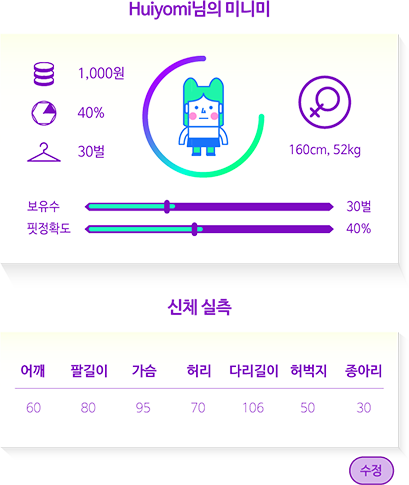 Huiyomi님의 미니미
1,000원
40%
30벌
160cm, 52kg
보유수 30벌
핏정확도 40%
신체 실측
어깨 팔길이 가슴 허리 다리길이 허벅지 종아리
60 80 95 70 106 50 30
수정